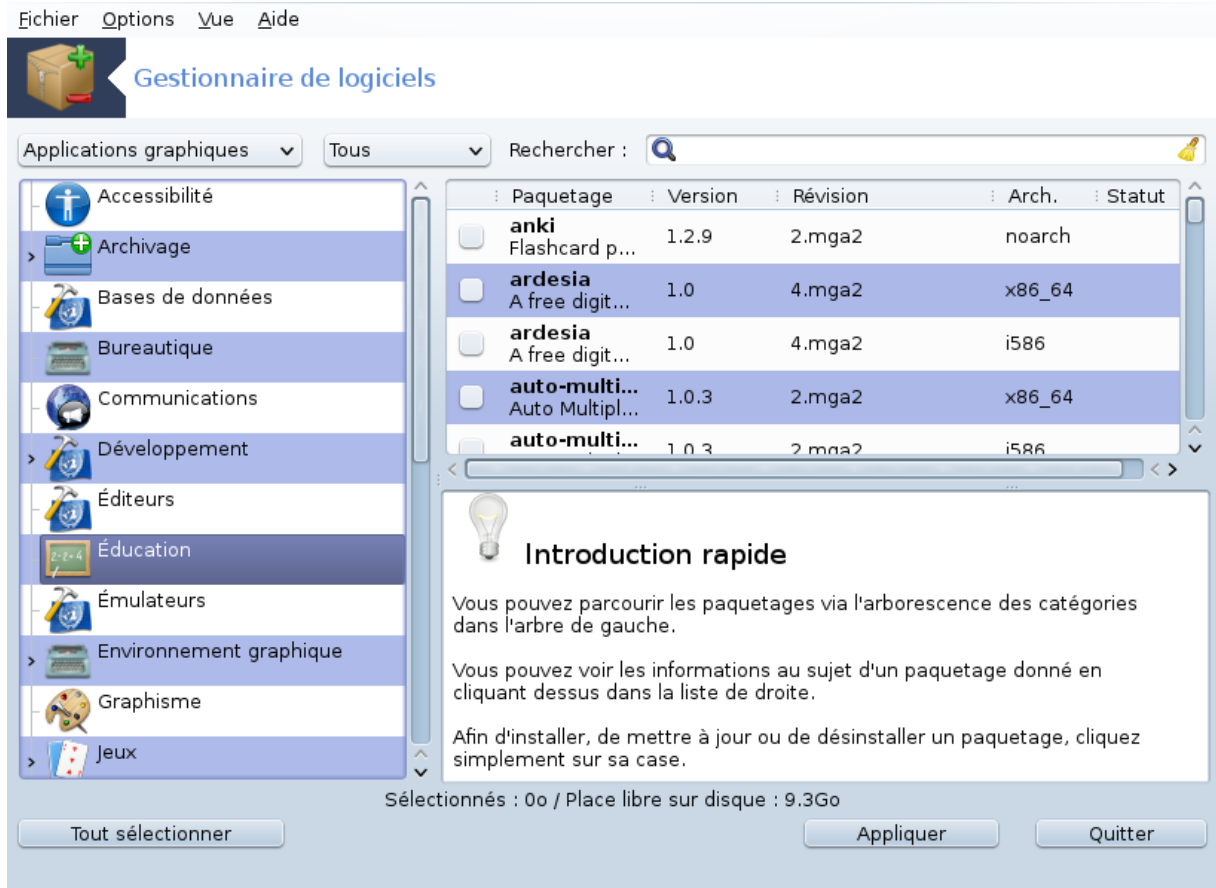 Fichier Options Vue Aide
Gestionnaire de logiciels
Applications graphiques Tous Rechercher :
Accessibilité
Archivage
Bases de données
Bureautique
Communications
Développement
Éditeurs
Éducation
Émulateurs
Environnement graphique
Graphisme
Jeux
Paquetage Version Révision Arch. Statut
anki
Flashcard p... 1.2.9 2.mga2 noarch
ardesia
A free digit... 1.0 4.mga2 x86_64
ardesia
A free digit... 1.0 4.mga2 i586
auto-multi...
Auto Multipl... 1.0.3 2.mga2 x86_64
auto-multi...
1.0.3 2.mga2 i586
Introduction rapide
Vous pouvez parcourir les paquetages via l'arborescence des catégories
dans l'arbre de gauche.
Vous pouvez voir les informations au sujet d'un paquetage donné en
cliquant dessus dans la liste de droite.
Afin d'installer, de mettre à jour ou de désinstaller un paquetage, cliquez
simplement sur sa case.
Sélectionnés : 0o / Place libre sur disque : 9.3Go
Tout sélectionner Appliquer Quitter